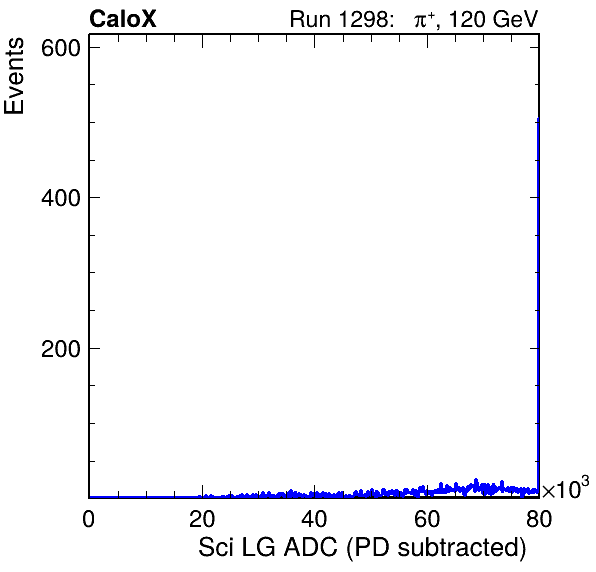 CaloX Run 1298: π⁺, 120 GeV
Events
600
400
200
0 20 40 60 80
×10³
Sci LG ADC (PD subtracted)